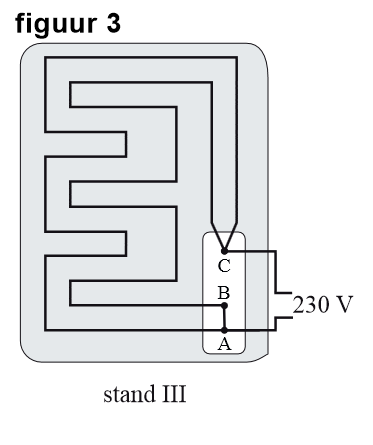 figuur 3
C
B
230 V
A
stand III